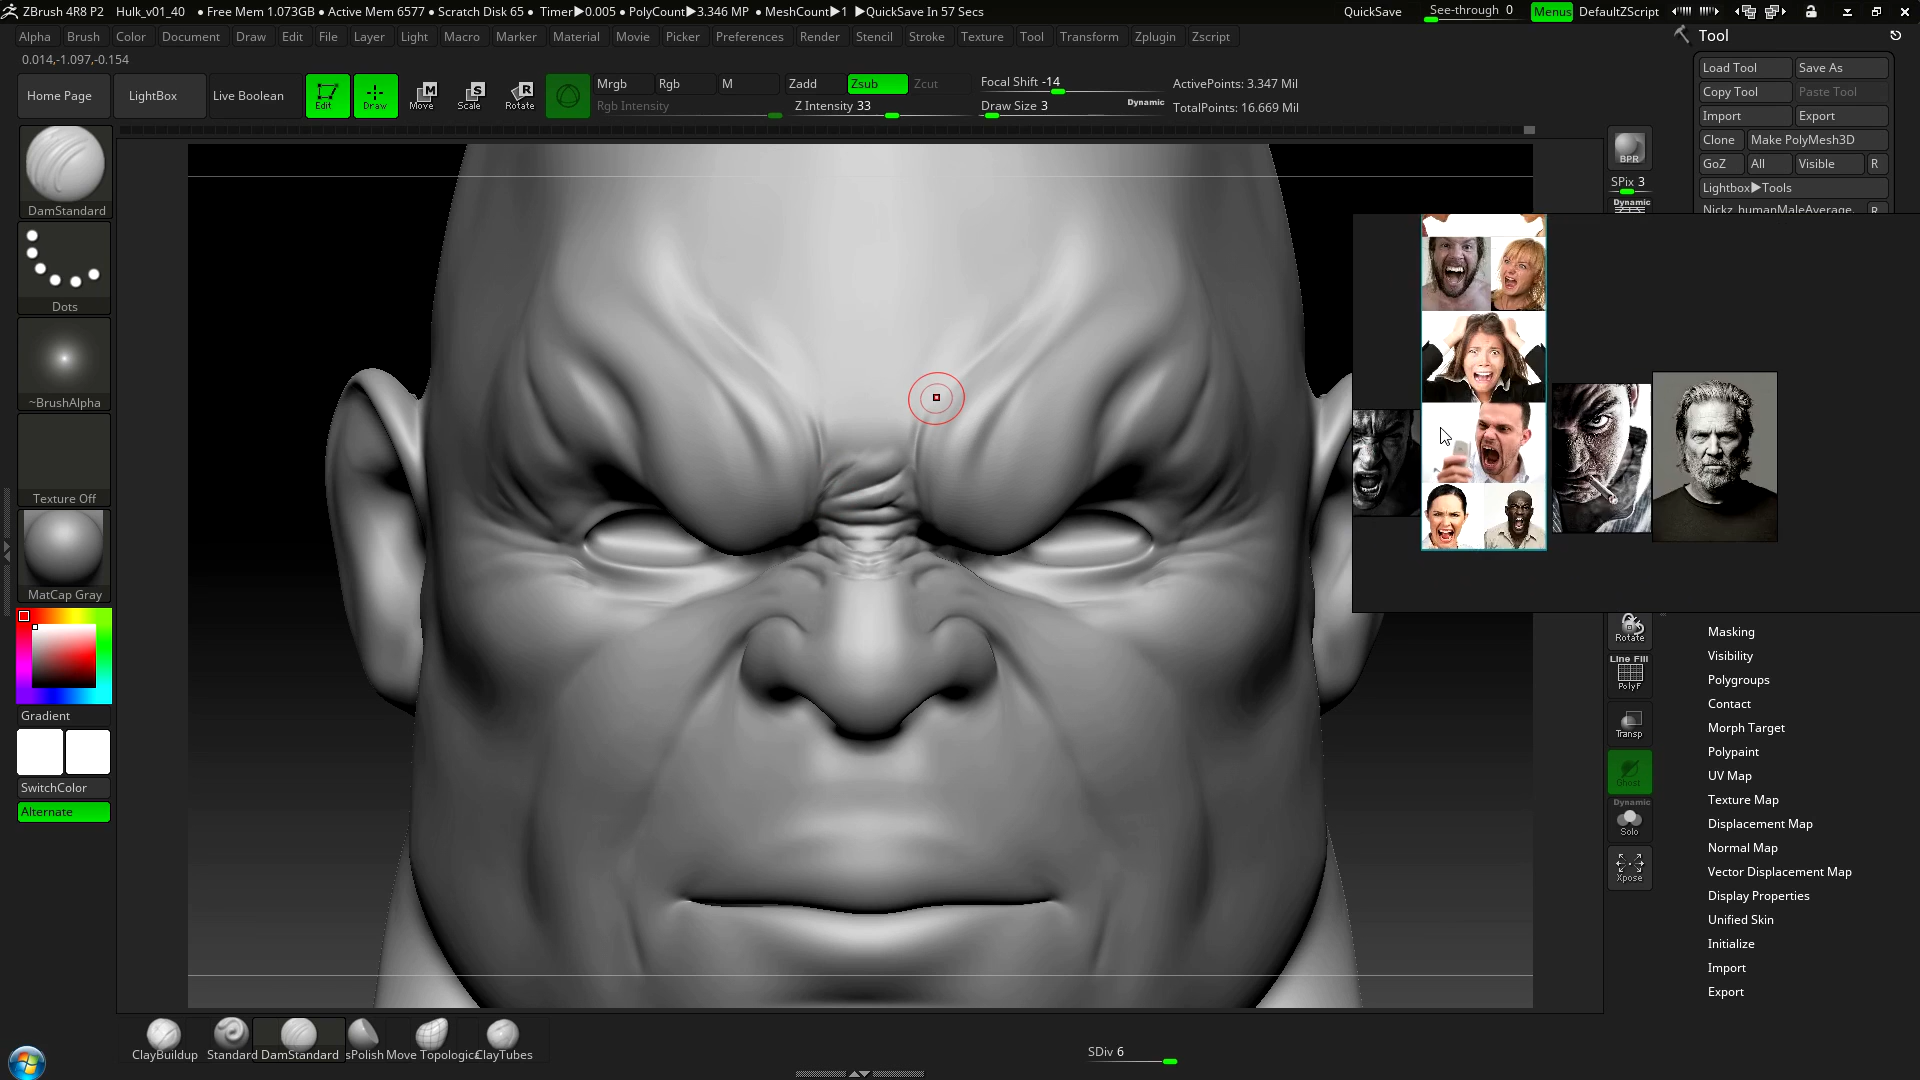 ZBrush 4R8 P2 Hulk_v01_40 ● Free Mem 1.073GB ● Active Mem 6577 ● Scratch Disk 65 ● Timer▶0.005 ● PolyCount▶3.346 MP ● MeshCount▶1 ▶QuickSave In 57 Secs QuickSave See-through 0 Menus DefaultZScript
Alpha Brush Color Document Draw Edit File Layer Light Macro Marker Material Movie Picker Preferences Render Stencil Stroke Texture Tool Transform Zplugin Zscript
Tool
0.014,-1.097,-0.154
Load Tool Save As
Copy Tool Paste Tool
Import Export
Clone Make PolyMesh3D
GoZ All Visible R
Lightbox▶Tools
Nickz_humanMaleAverage. R
Home Page LightBox Live Boolean Edit Draw Move Scale Rotate
Mrgb Rgb M Zadd Zsub Zcut Focal Shift -14 ActivePoints: 3.347 Mil
Rgb Intensity Z Intensity 33 Draw Size 3 Dynamic TotalPoints: 16.669 Mil
DamStandard
Dots
~BrushAlpha
Texture Off
MatCap Gray
Gradient
SwitchColor
Alternate
BPR
SPix 3
Dynamic
Rotate
Line Fill
PolyF
Transp
Ghost
Dynamic
Solo
Xpose
Masking
Visibility
Polygroups
Contact
Morph Target
Polypaint
UV Map
Texture Map
Displacement Map
Normal Map
Vector Displacement Map
Display Properties
Unified Skin
Initialize
Import
Export
ClayBuildup Standard DamStandard sPolish Move Topologica ClayTubes
SDiv 6